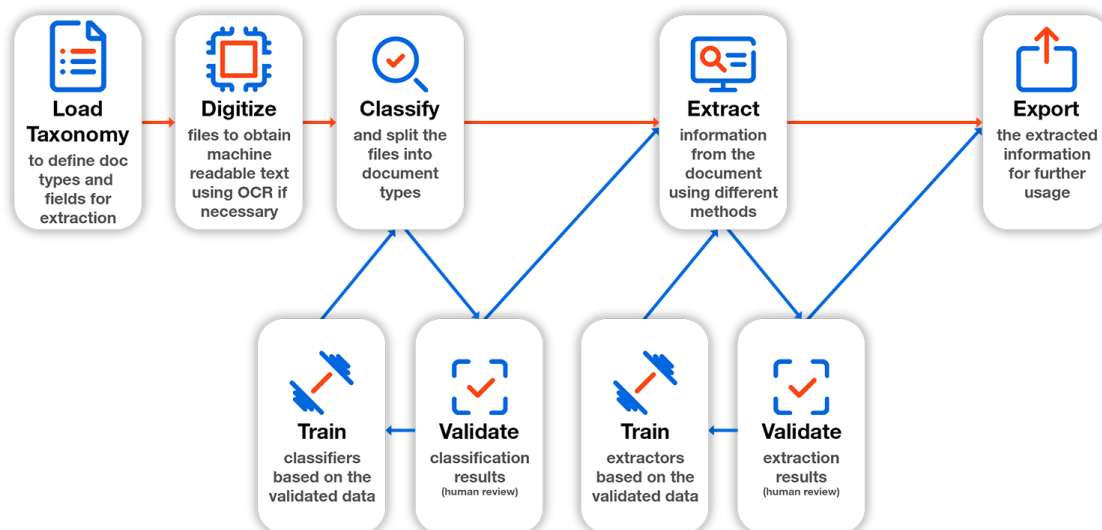 Load
Taxonomy
to define doc
types and
fields for
extraction
Digitize
files to obtain
machine
readable text
using OCR if
necessary
Classify
and split the
files into
document
types
Extract
information
from the
document
using different
methods
Export
the extracted
information
for further
usage
Train
classifiers
based on the
validated data
Validate
classification
results
(human review)
Train
extractors
based on the
validated data
Validate
extraction
results
(human review)